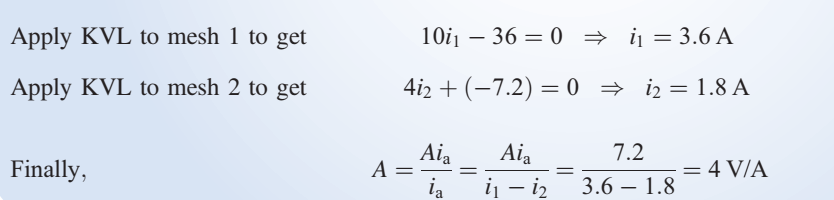 Apply KVL to mesh 1 to get 10i₁ − 36 = 0 ⇒ i₁ = 3.6 A
Apply KVL to mesh 2 to get 4i₂ + (−7.2) = 0 ⇒ i₂ = 1.8 A
Finally, A = Aiₐ/iₐ = Aiₐ/(i₁ − i₂) = 7.2/(3.6 − 1.8) = 4 V/A